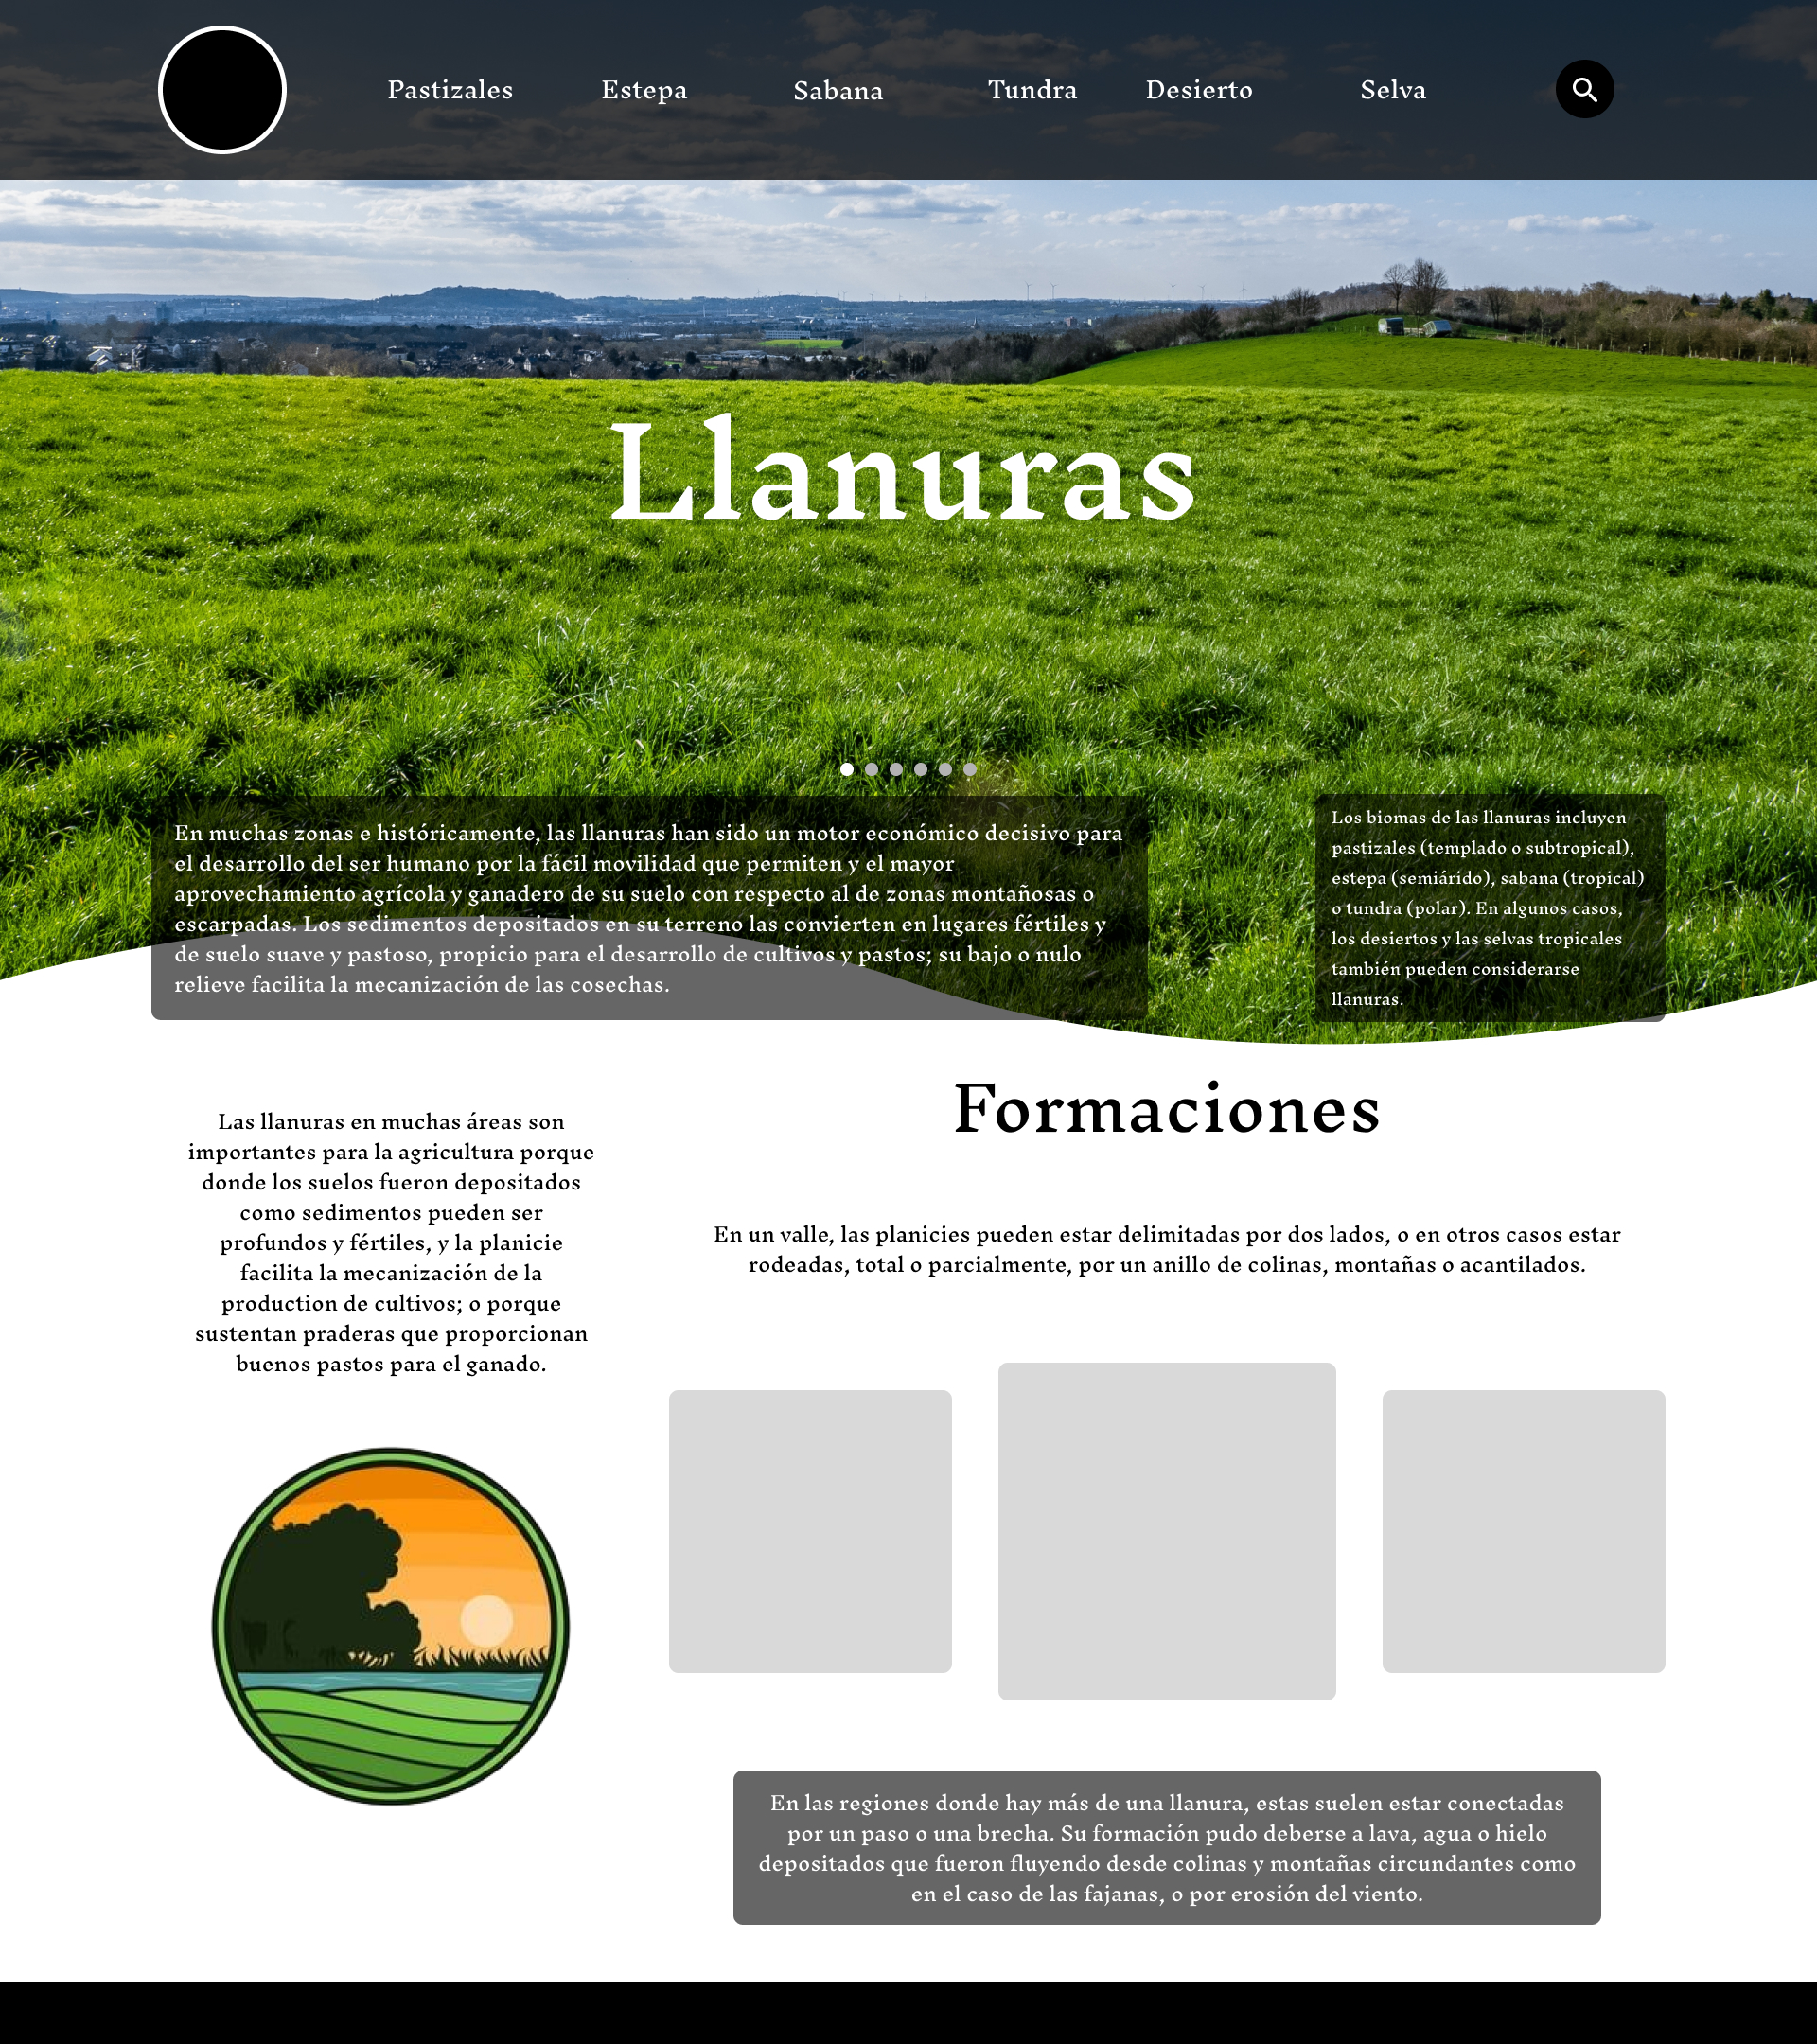 Pastizales Estepa Sabana Tundra Desierto Selva
Llanuras
En muchas zonas e históricamente, las llanuras han sido un motor económico decisivo para
el desarrollo del ser humano por la fácil movilidad que permiten y el mayor
aprovechamiento agrícola y ganadero de su suelo con respecto al de zonas montañosas o
escarpadas. Los sedimentos depositados en su terreno las convierten en lugares fértiles y
de suelo suave y pastoso, propicio para el desarrollo de cultivos y pastos; su bajo o nulo
relieve facilita la mecanización de las cosechas.
Los biomas de las llanuras incluyen
pastizales (templado o subtropical),
estepa (semiárido), sabana (tropical)
o tundra (polar). En algunos casos,
los desiertos y las selvas tropicales
también pueden considerarse
llanuras.
Las llanuras en muchas áreas son
importantes para la agricultura porque
donde los suelos fueron depositados
como sedimentos pueden ser
profundos y fértiles, y la planicie
facilita la mecanización de la
production de cultivos; o porque
sustentan praderas que proporcionan
buenos pastos para el ganado.
Formaciones
En un valle, las planicies pueden estar delimitadas por dos lados, o en otros casos estar
rodeadas, total o parcialmente, por un anillo de colinas, montañas o acantilados.
En las regiones donde hay más de una llanura, estas suelen estar conectadas
por un paso o una brecha. Su formación pudo deberse a lava, agua o hielo
depositados que fueron fluyendo desde colinas y montañas circundantes como
en el caso de las fajanas, o por erosión del viento.